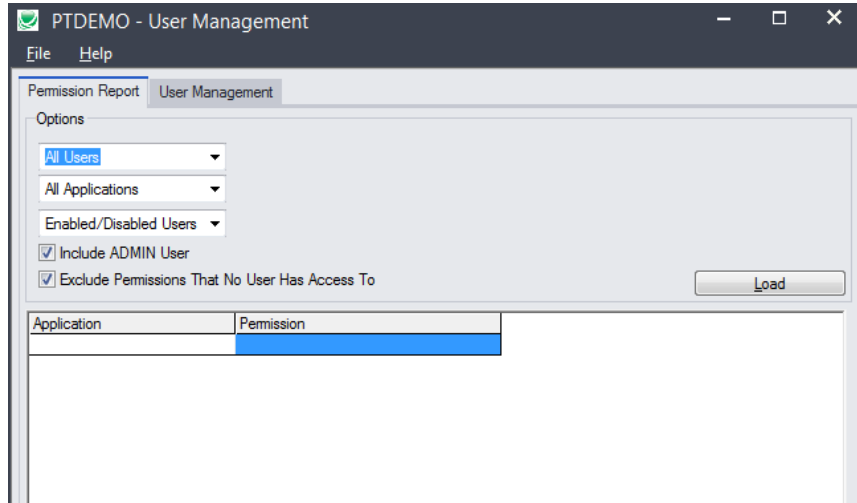 PTDEMO - User Management
File Help
Permission Report User Management
Options
All Users
All Applications
Enabled/Disabled Users
Include ADMIN User
Exclude Permissions That No User Has Access To
Load
Application Permission